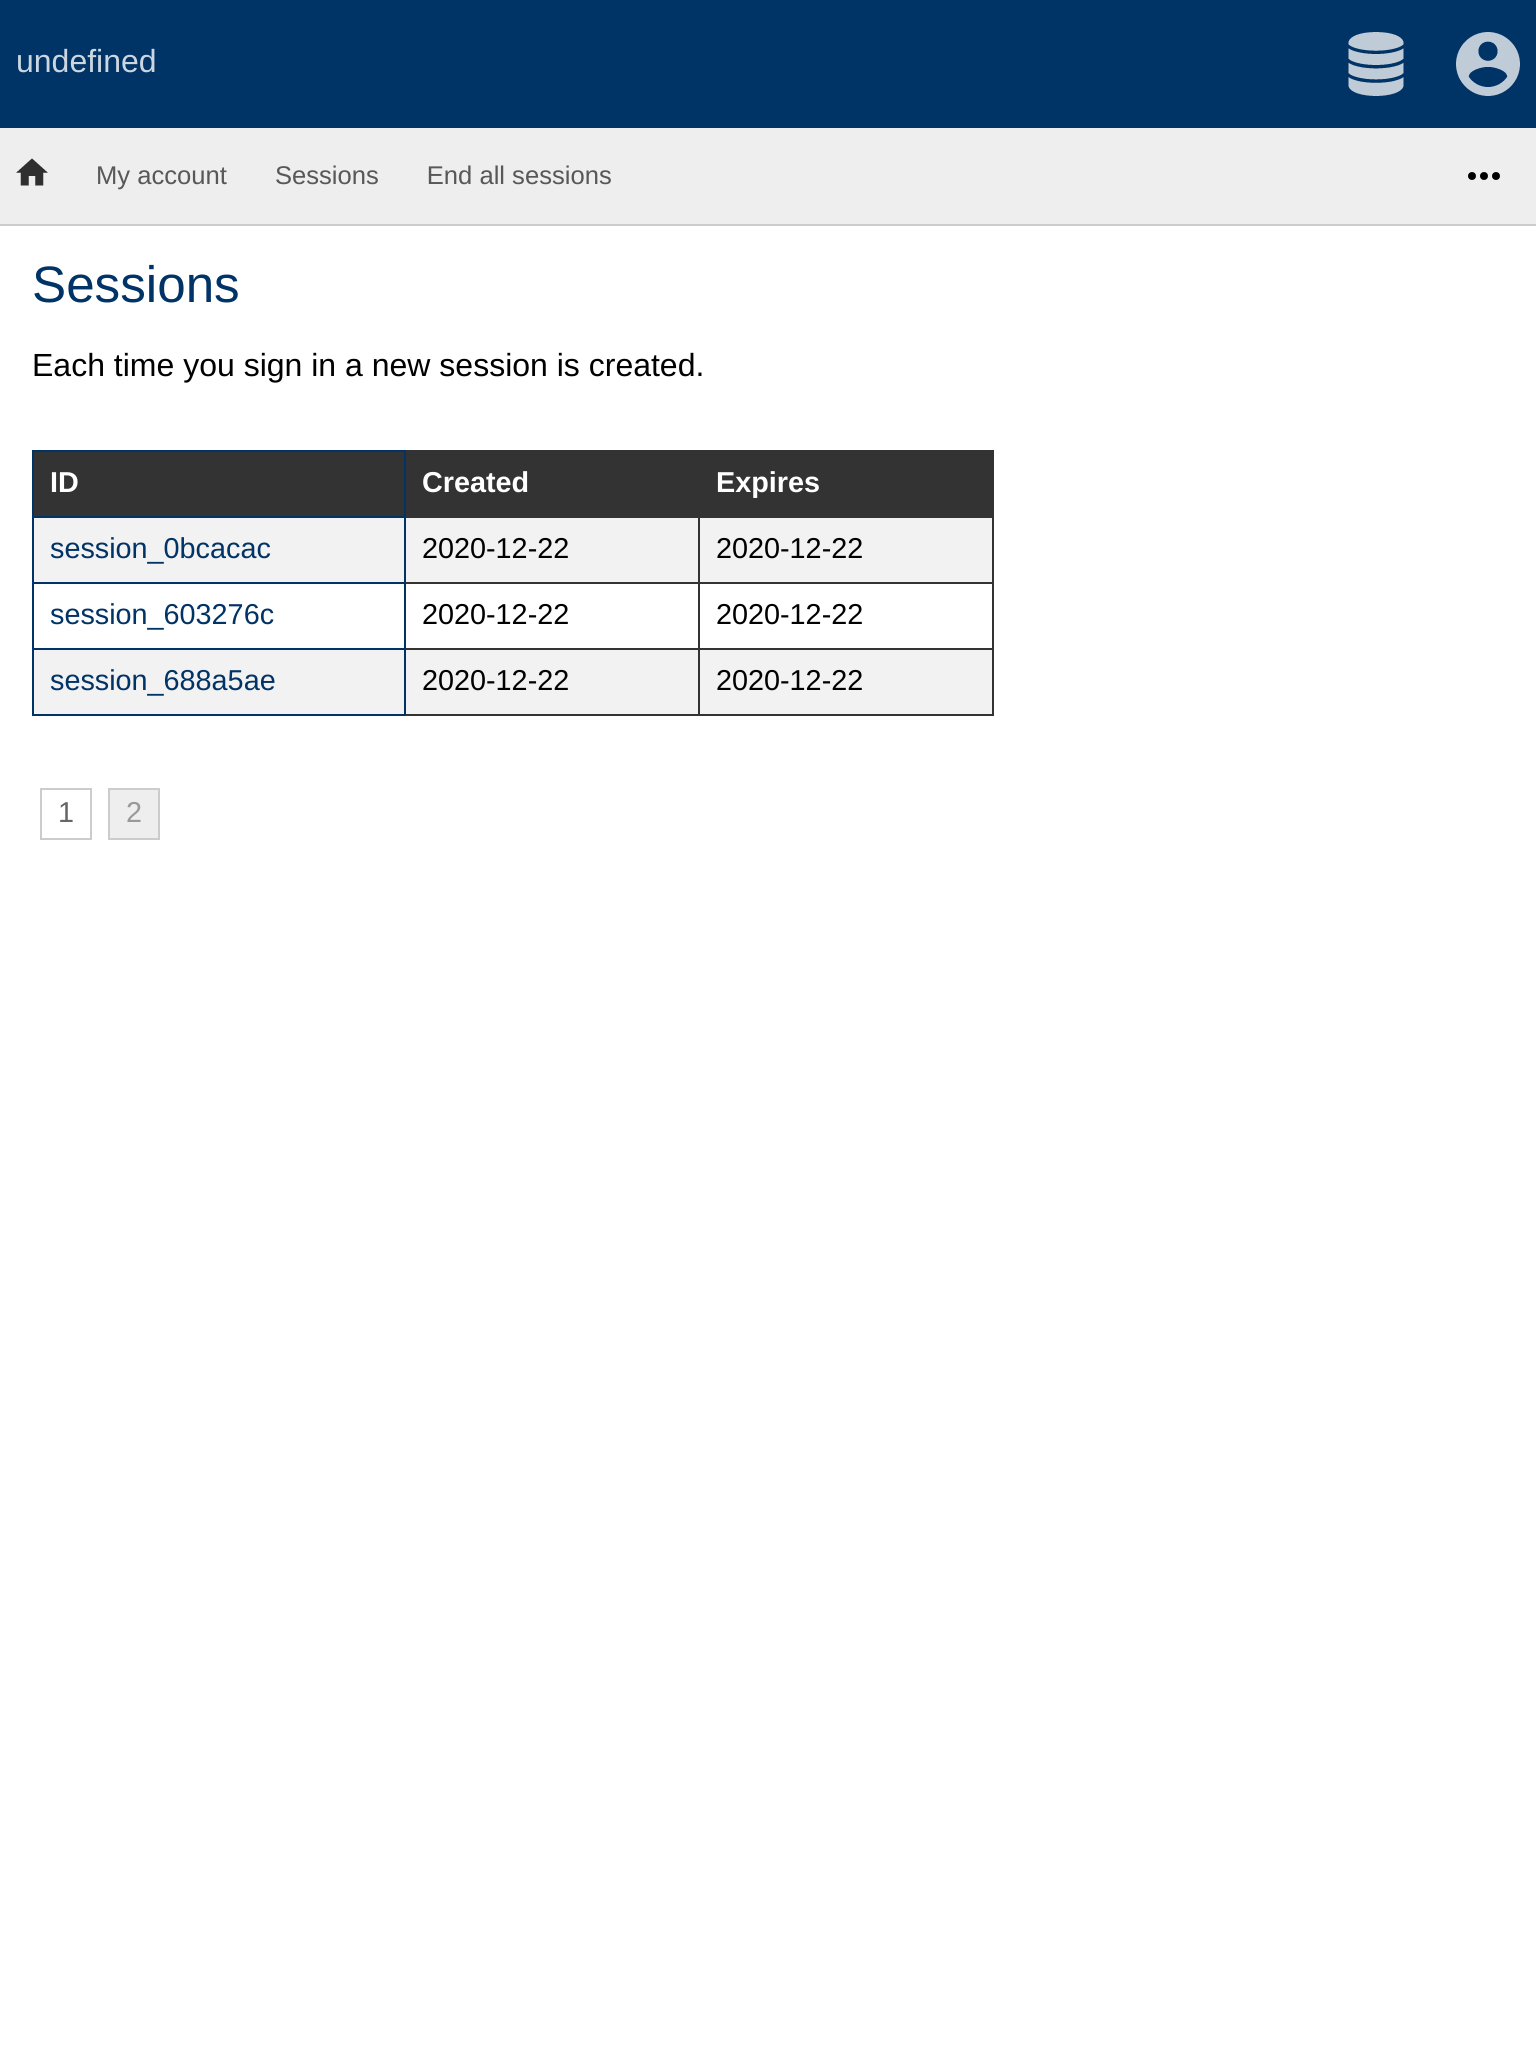 undefined
My account Sessions End all sessions
Sessions
Each time you sign in a new session is created.
ID Created Expires
session_0bcacac 2020-12-22 2020-12-22
session_603276c 2020-12-22 2020-12-22
session_688a5ae 2020-12-22 2020-12-22
1 2